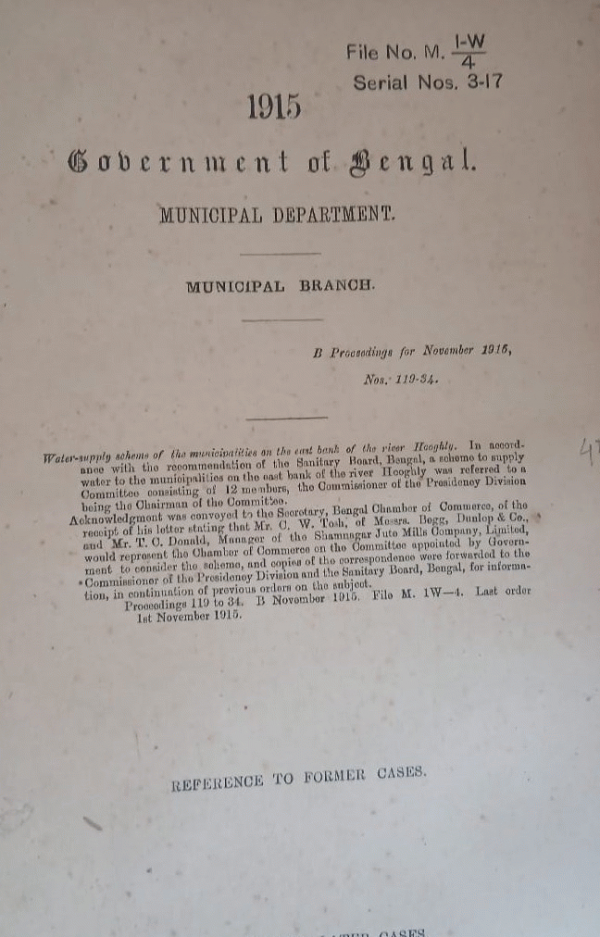 File No. M. I-W/4
Serial Nos. 3-17
1915
Government of Bengal.
MUNICIPAL DEPARTMENT.
MUNICIPAL BRANCH.
B Proceedings for November 1915,
Nos. 119-34.
Water-supply scheme of the municipalities on the east bank of the river Hooghly. In accord-
ance with the recommendation of the Sanitary Board, Bengal, a scheme to supply
water to the municipalities on the east bank of the river Hooghly was referred to a
Committee consisting of 12 members, the Commissioner of the Presidency Division
being the Chairman of the Committee.
Acknowledgment was conveyed to the Secretary, Bengal Chamber of Commerce, of the
receipt of his letter stating that Mr. C. W. Tosh, of Messrs. Begg, Dunlop & Co.,
and Mr. T. C. Donald, Manager of the Shamnagar Jute Mills Company, Limited,
would represent the Chamber of Commerce on the Committee appointed by Govern-
ment to consider the scheme, and copies of the correspondence were forwarded to the
Commissioner of the Presidency Division and the Sanitary Board, Bengal, for informa-
tion, in continuation of previous orders on the subject.
Proceedings 119 to 34. B November 1915. File M. 1W—4. Last order
1st November 1915.
REFERENCE TO FORMER CASES.
CASES